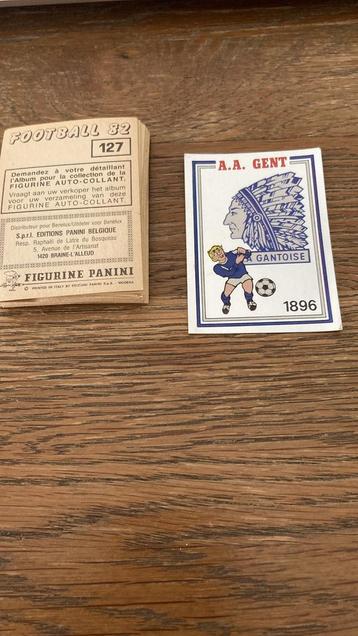 FOOTBALL 82
127
Demandez à votre détaillant
l'Album pour la collection de la
FIGURINE AUTO-COLLANT.
Vraagt aan uw verkoper het album
voor uw verzameling van deze
FIGURINE AUTO-COLLANT.
Distributeur pour Benelux/Uitdeler voor Benelux
S.p.r.l. EDITIONS PANINI BELGIQUE
Resp. Raphaël de Latre du Bosqueau
5, Avenue de l'Artisanat
1420 BRAINE-L'ALLEUD
FIGURINE PANINI
© PRINTED IN ITALY BY EDIZIONI PANINI S.p.A. - MODENA
A.A. GENT
GANTOISE
1896